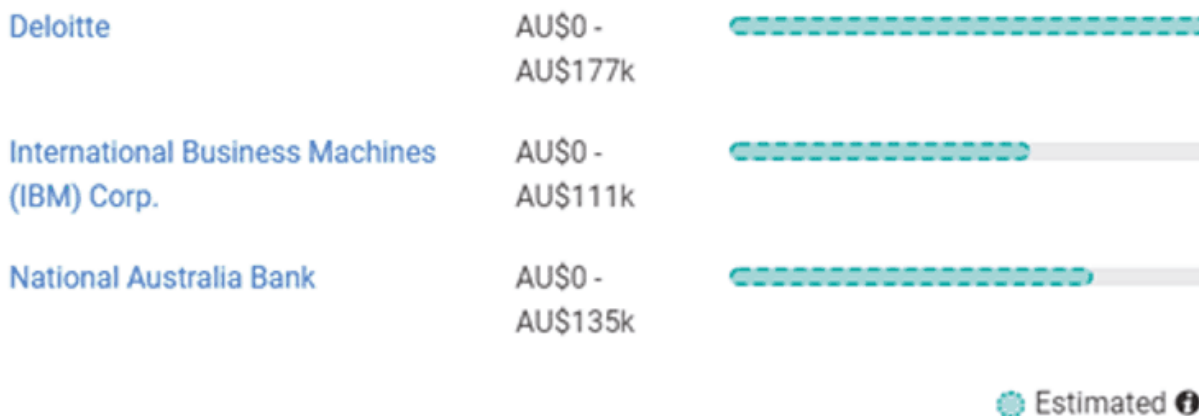 Deloitte AU$0 -
AU$177k
International Business Machines AU$0 -
(IBM) Corp. AU$111k
National Australia Bank AU$0 -
AU$135k
Estimated